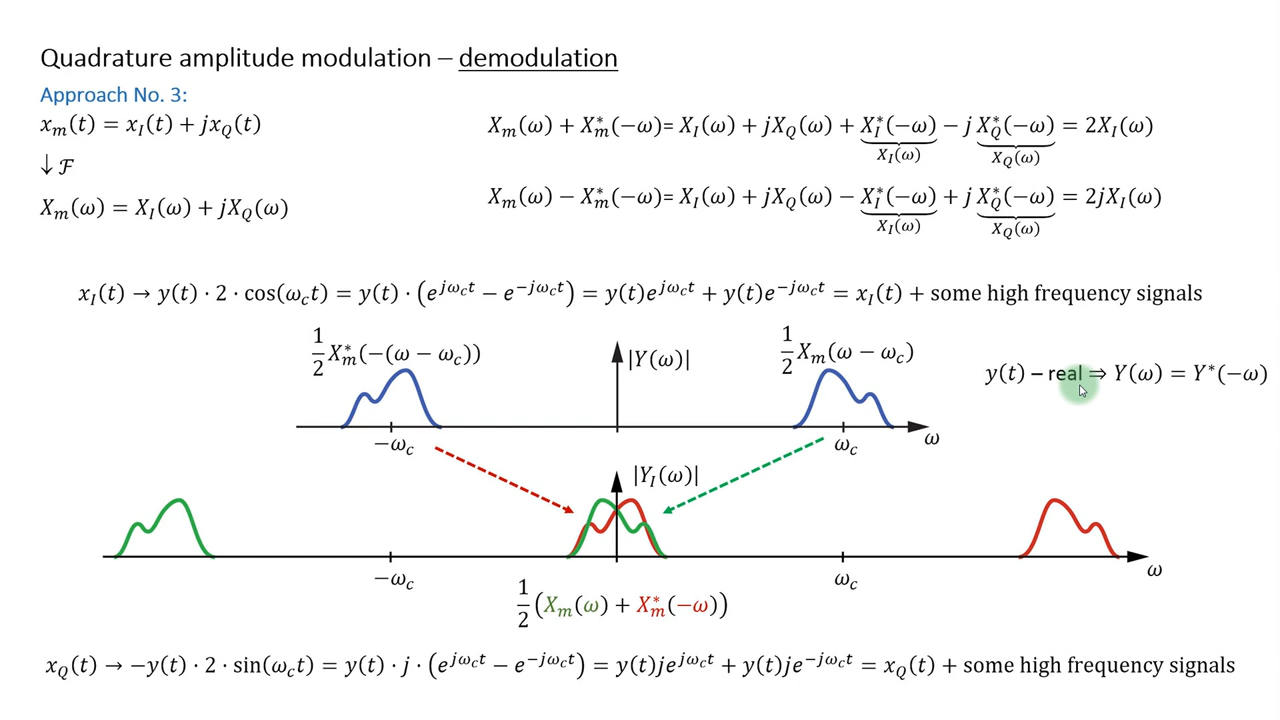 Quadrature amplitude modulation – demodulation
Approach No. 3:
x_m(t) = x_I(t) + jx_Q(t)
↓ ℱ
X_m(ω) = X_I(ω) + jX_Q(ω)
X_m(ω) + X_m^*(−ω)= X_I(ω) + jX_Q(ω) + X_I^*(−ω) − j X_Q^*(−ω) = 2X_I(ω)
X_I(ω) X_Q(ω)
X_m(ω) − X_m^*(−ω)= X_I(ω) + jX_Q(ω) − X_I^*(−ω) + j X_Q^*(−ω) = 2jX_I(ω)
X_I(ω) X_Q(ω)
x_I(t) → y(t) · 2 · cos(ω_c t) = y(t) · (e^{jω_c t} − e^{−jω_c t}) = y(t)e^{jω_c t} + y(t)e^{−jω_c t} = x_I(t) + some high frequency signals
1/2 X_m^*(−(ω − ω_c))
|Y(ω)|
1/2 X_m(ω − ω_c)
y(t) – real ⇒ Y(ω) = Y^*(−ω)
−ω_c ω_c ω
|Y_I(ω)|
−ω_c ω_c ω
1/2 (X_m(ω) + X_m^*(−ω))
x_Q(t) → −y(t) · 2 · sin(ω_c t) = y(t) · j · (e^{jω_c t} − e^{−jω_c t}) = y(t)je^{jω_c t} + y(t)je^{−jω_c t} = x_Q(t) + some high frequency signals